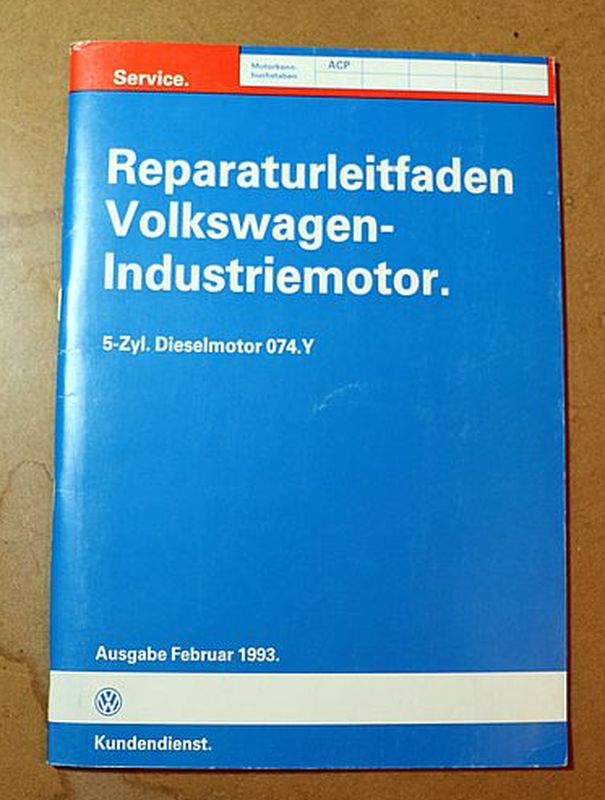 Service.
Motorkenn-
buchstaben
ACP
Reparaturleitfaden
Volkswagen-
Industriemotor.
5-Zyl. Dieselmotor 074.Y
Ausgabe Februar 1993.
Kundendienst.